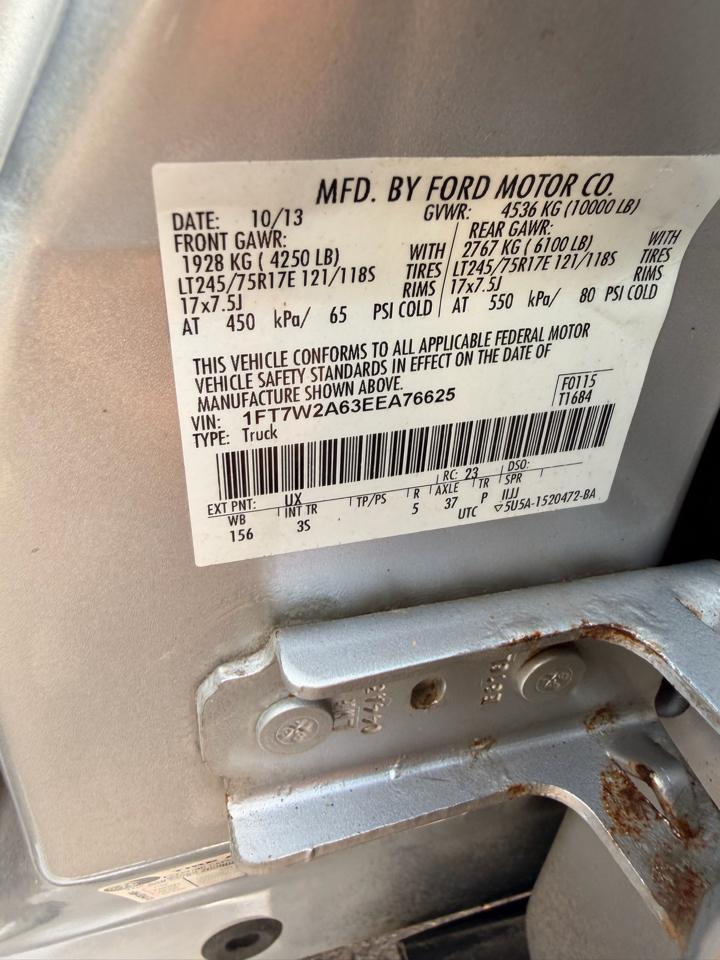 MFD. BY FORD MOTOR CO.
DATE: 10/13 GVWR: 4536 KG (10000 LB)
FRONT GAWR: REAR GAWR:
1928 KG ( 4250 LB) WITH 2767 KG ( 6100 LB) WITH
LT245/75R17E 121/118S TIRES LT245/75R17E 121/118S TIRES
17x7.5J RIMS 17x7.5J RIMS
AT 450 kPa/ 65 PSI COLD AT 550 kPa/ 80 PSI COLD
THIS VEHICLE CONFORMS TO ALL APPLICABLE FEDERAL MOTOR
VEHICLE SAFETY STANDARDS IN EFFECT ON THE DATE OF
MANUFACTURE SHOWN ABOVE.
VIN: 1FT7W2A63EEA76625 F0115
TYPE: Truck T1684
EXT PNT: UX RC: 23 DSO:
WB INT TR TP/PS R AXLE TR SPR
156 3S 5 37 P IIJJ
UTC ▽5U5A-1520472-BA